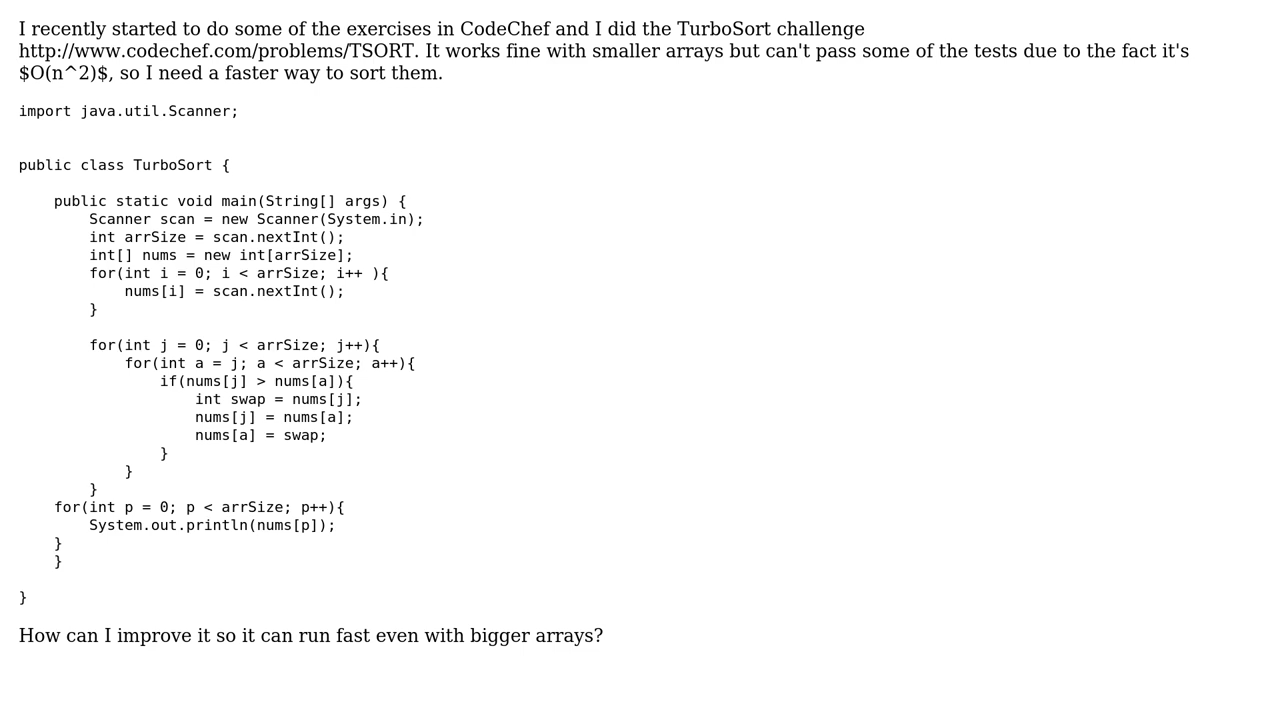 I recently started to do some of the exercises in CodeChef and I did the TurboSort challenge
http://www.codechef.com/problems/TSORT. It works fine with smaller arrays but can't pass some of the tests due to the fact it's
$O(n^2)$, so I need a faster way to sort them.
import java.util.Scanner;
public class TurboSort {
    public static void main(String[] args) {
        Scanner scan = new Scanner(System.in);
        int arrSize = scan.nextInt();
        int[] nums = new int[arrSize];
        for(int i = 0; i < arrSize; i++ ){
            nums[i] = scan.nextInt();
        }
        for(int j = 0; j < arrSize; j++){
            for(int a = j; a < arrSize; a++){
                if(nums[j] > nums[a]){
                    int swap = nums[j];
                    nums[j] = nums[a];
                    nums[a] = swap;
                }
            }
        }
    for(int p = 0; p < arrSize; p++){
        System.out.println(nums[p]);
    }
    }
}
How can I improve it so it can run fast even with bigger arrays?